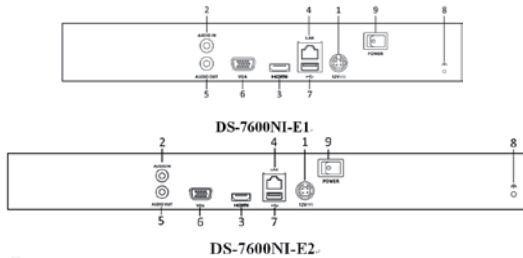 2 4 1 9 8
AUDIO IN LAN
POWER
AUDIO OUT VGA HDMI 12V
5 6 3 7
DS-7600NI-E1
2 4 1 9 8
AUDIO IN LAN
POWER
AUDIO OUT VGA HDMI 12V
5 6 3 7
DS-7600NI-E2